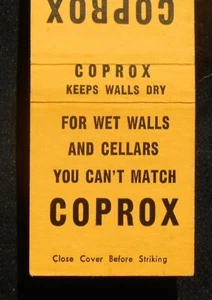 COPROX
COPROX
KEEPS WALLS DRY
FOR WET WALLS
AND CELLARS
YOU CAN'T MATCH
COPROX
Close Cover Before Striking